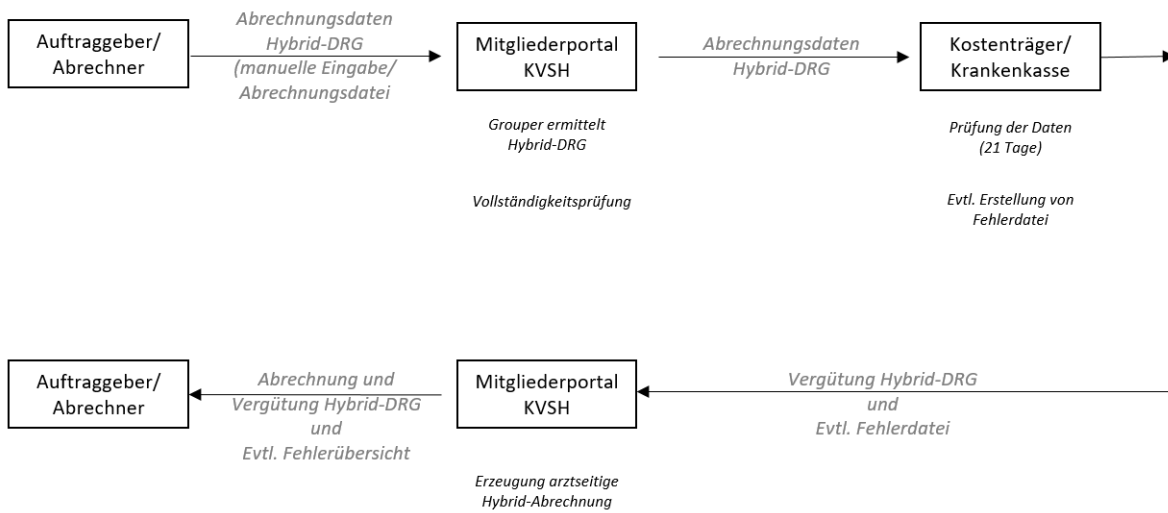 Auftraggeber/
Abrechner
Abrechnungsdaten
Hybrid-DRG
(manuelle Eingabe/
Abrechnungsdatei
Mitgliederportal
KVSH
Abrechnungsdaten
Hybrid-DRG
Kostenträger/
Krankenkasse
Grouper ermittelt
Hybrid-DRG
Vollständigkeitsprüfung
Prüfung der Daten
(21 Tage)
Evtl. Erstellung von
Fehlerdatei
Auftraggeber/
Abrechner
Abrechnung und
Vergütung Hybrid-DRG
und
Evtl. Fehlerübersicht
Mitgliederportal
KVSH
Vergütung Hybrid-DRG
und
Evtl. Fehlerdatei
Erzeugung arztseitige
Hybrid-Abrechnung